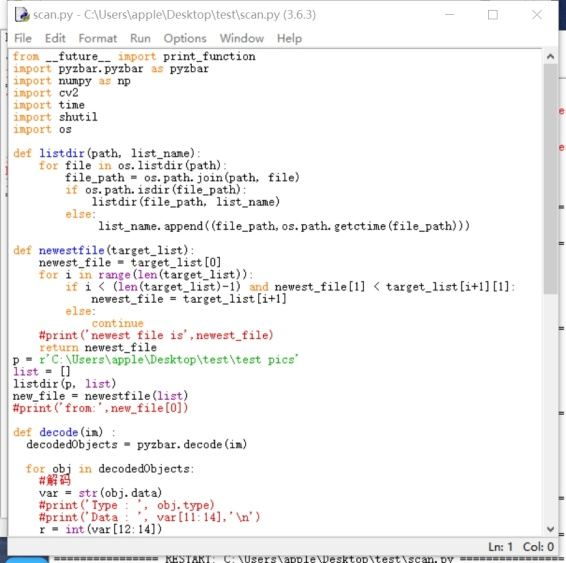 scan.py - C:\Users\apple\Desktop\test\scan.py (3.6.3)
File Edit Format Run Options Window Help
from __future__ import print_function
import pyzbar.pyzbar as pyzbar
import numpy as np
import cv2
import time
import shutil
import os

def listdir(path, list_name):
    for file in os.listdir(path):
        file_path = os.path.join(path, file)
        if os.path.isdir(file_path):
            listdir(file_path, list_name)
        else:
             list_name.append((file_path,os.path.getctime(file_path)))

def newestfile(target_list):
    newest_file = target_list[0]
    for i in range(len(target_list)):
        if i < (len(target_list)-1) and newest_file[1] < target_list[i+1][1]:
            newest_file = target_list[i+1]
        else:
            continue
    #print('newest file is',newest_file)
    return newest_file
p = r'C:\Users\apple\Desktop\test\test pics'
list = []
listdir(p, list)
new_file = newestfile(list)
#print('from:',new_file[0])

def decode(im) :
  decodedObjects = pyzbar.decode(im)

  for obj in decodedObjects:
    #解码
    var = str(obj.data)
    #print('Type : ', obj.type)
    #print('Data : ', var[11:14],'\n')
    r = int(var[12:14])
Ln: 1 Col: 0
=============== RESTART: C:\Users\apple\Desktop\test\scan.py ===============